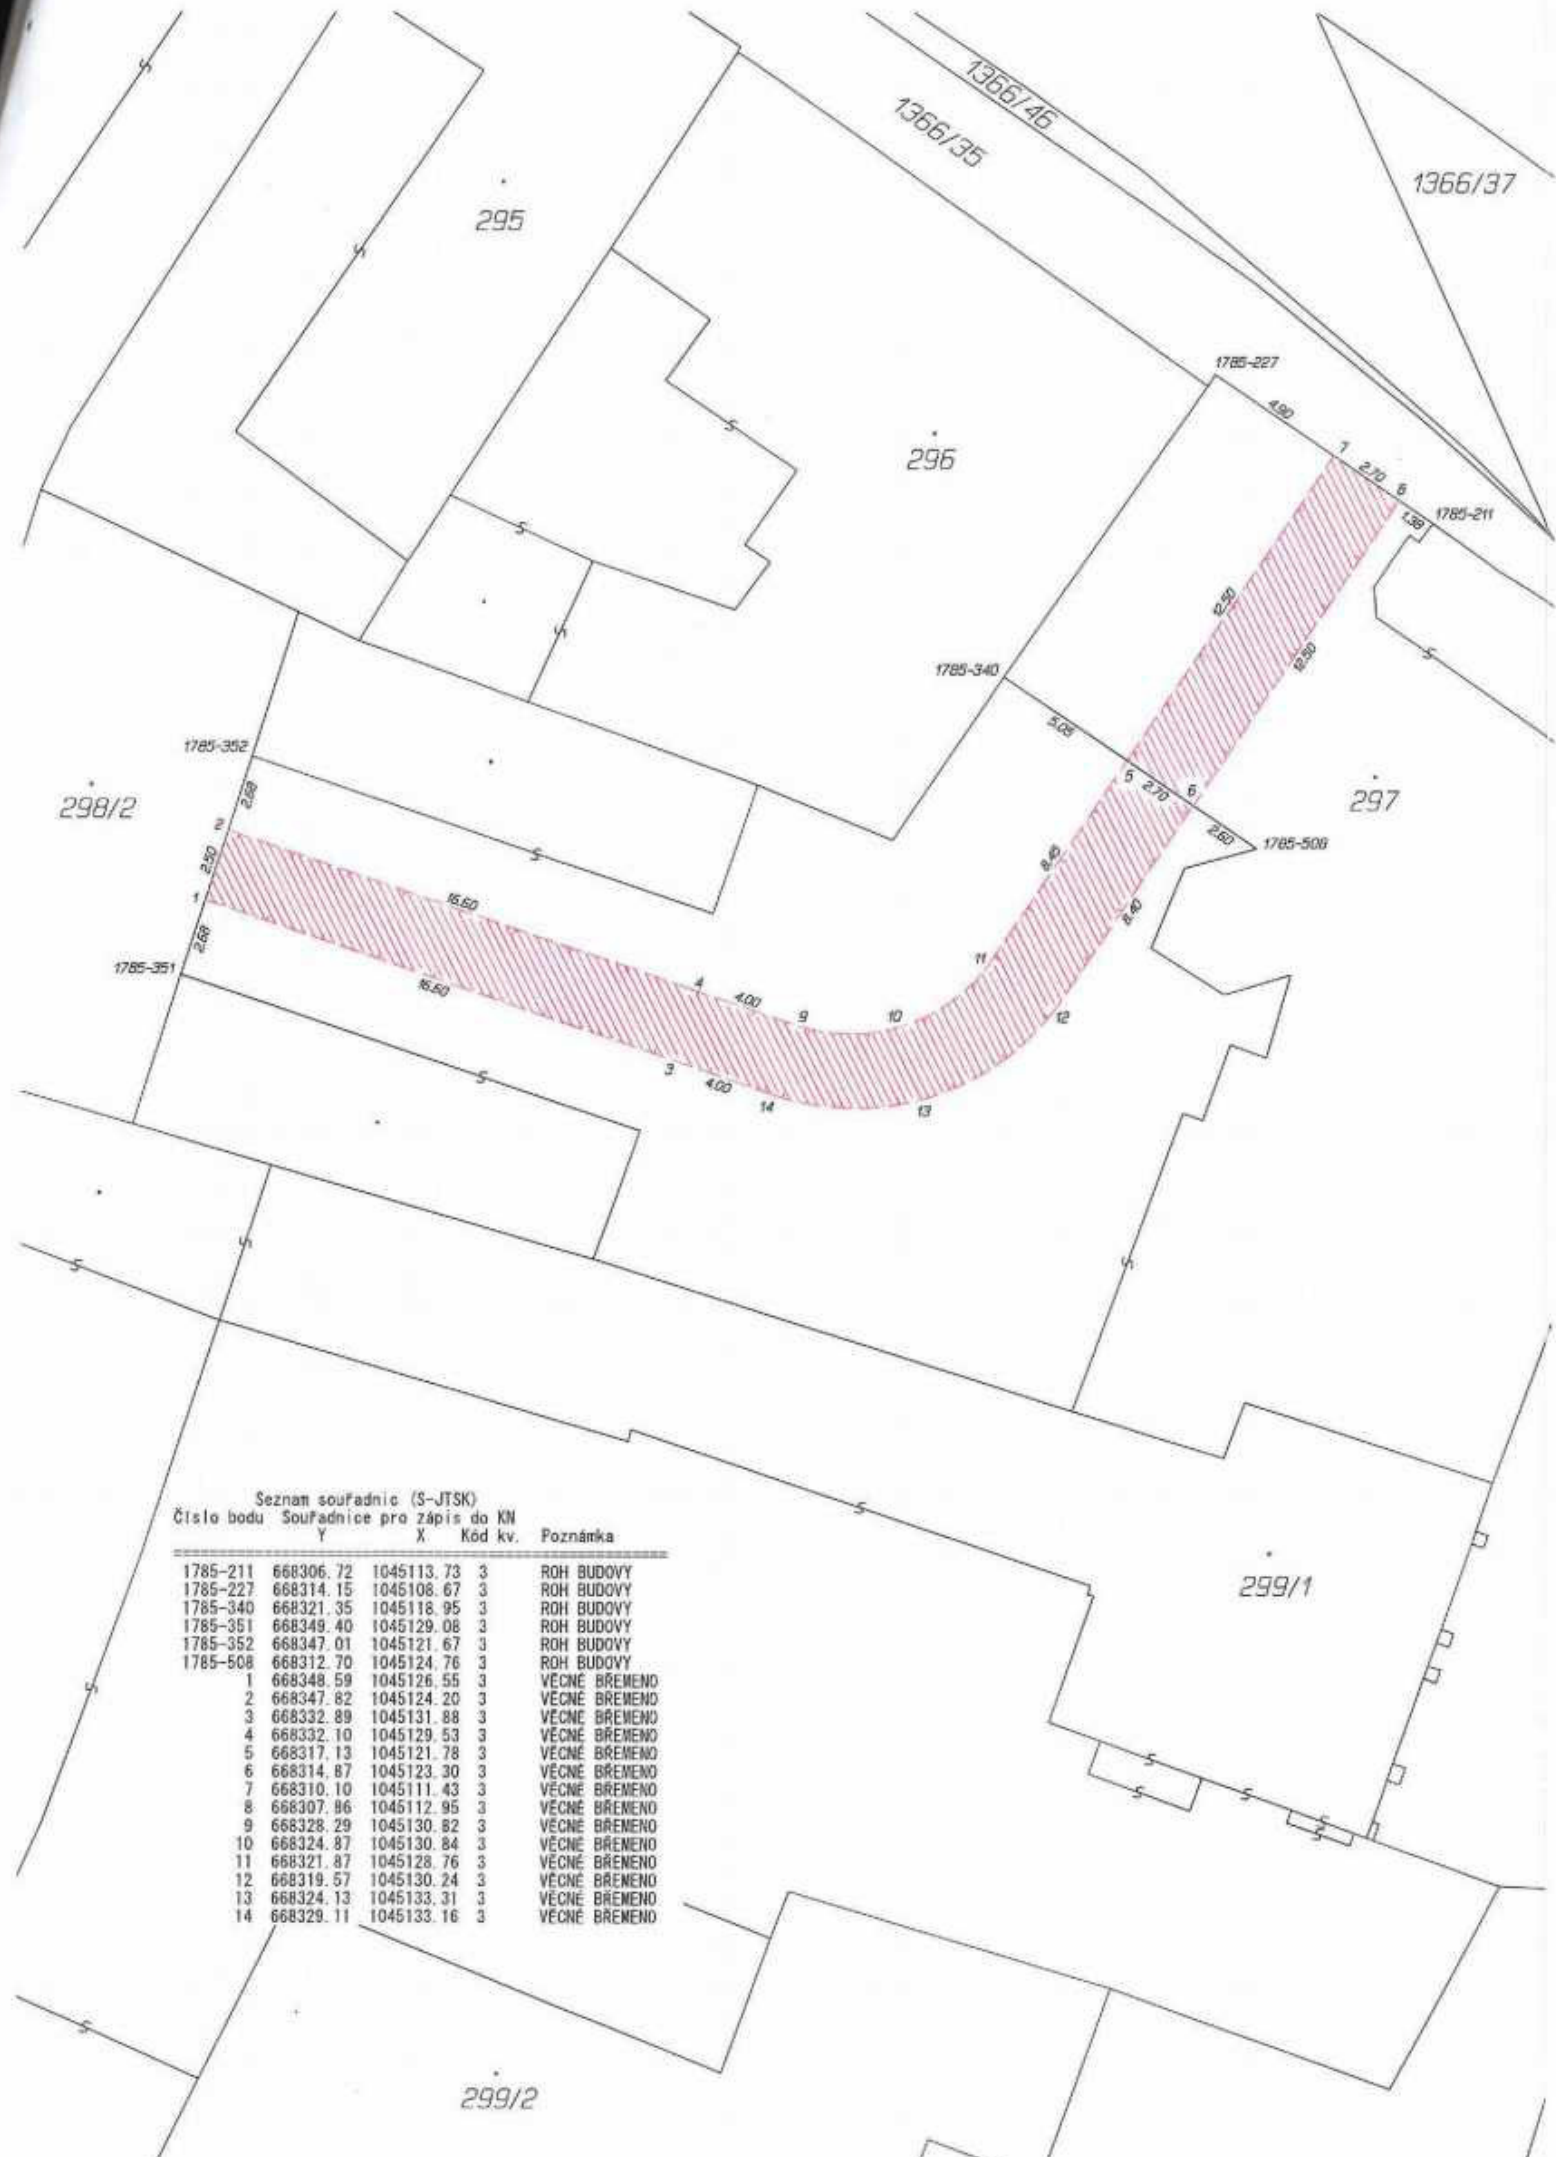 1366/46
1366/35
1366/37
295
1785-227
4.90
296
7
2.70
8
1.38
1785-211
12.50
12.50
1785-340
5.05
1785-352
298/2
2.68
5
2.70
6
297
2
2.60
1785-508
2.50
8.45
1
16.60
8.40
2.68
11
1785-351
16.60
4
4.00
9
10
12
3
4.00
14
13
Seznam souřadnic (S-JTSK)
Číslo bodu Souřadnice pro zápis do KN
Y X Kód kv. Poznámka
1785-211 668306.72 1045113.73 3 ROH BUDOVY
1785-227 668314.15 1045108.67 3 ROH BUDOVY
1785-340 668321.35 1045118.95 3 ROH BUDOVY
1785-351 668349.40 1045129.08 3 ROH BUDOVY
1785-352 668347.01 1045121.67 3 ROH BUDOVY
1785-508 668312.70 1045124.76 3 ROH BUDOVY
1 668348.59 1045126.55 3 VĚCNÉ BŘEMENO
2 668347.82 1045124.20 3 VĚCNÉ BŘEMENO
3 668332.89 1045131.88 3 VĚCNÉ BŘEMENO
4 668332.10 1045129.53 3 VĚCNÉ BŘEMENO
5 668317.13 1045121.78 3 VĚCNÉ BŘEMENO
6 668314.87 1045123.30 3 VĚCNÉ BŘEMENO
7 668310.10 1045111.43 3 VĚCNÉ BŘEMENO
8 668307.86 1045112.95 3 VĚCNÉ BŘEMENO
9 668328.29 1045130.82 3 VĚCNÉ BŘEMENO
10 668324.87 1045130.84 3 VĚCNÉ BŘEMENO
11 668321.87 1045128.76 3 VĚCNÉ BŘEMENO
12 668319.57 1045130.24 3 VĚCNÉ BŘEMENO
13 668324.13 1045133.31 3 VĚCNÉ BŘEMENO
14 668329.11 1045133.16 3 VĚCNÉ BŘEMENO
299/1
299/2